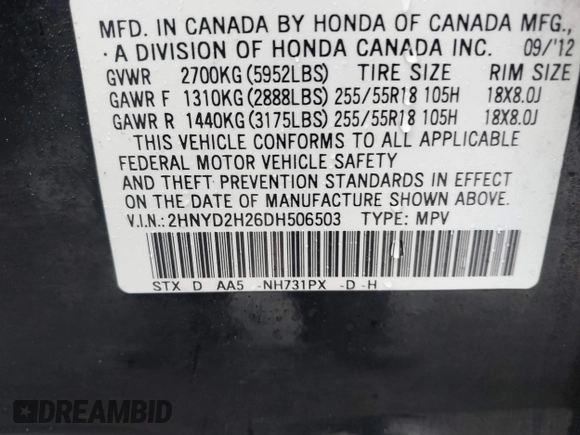 MFD. IN CANADA BY HONDA OF CANADA MFG.,
A DIVISION OF HONDA CANADA INC. 09/'12
GVWR 2700KG (5952LBS) TIRE SIZE RIM SIZE
GAWR F 1310KG (2888LBS) 255/55R18 105H 18X8.0J
GAWR R 1440KG (3175LBS) 255/55R18 105H 18X8.0J
THIS VEHICLE CONFORMS TO ALL APPLICABLE
FEDERAL MOTOR VEHICLE SAFETY
AND THEFT PREVENTION STANDARDS IN EFFECT
ON THE DATE OF MANUFACTURE SHOWN ABOVE.
V.I.N.: 2HNYD2H26DH506503 TYPE: MPV
STX D AA5 -NH731PX -D -H
DREAMBID